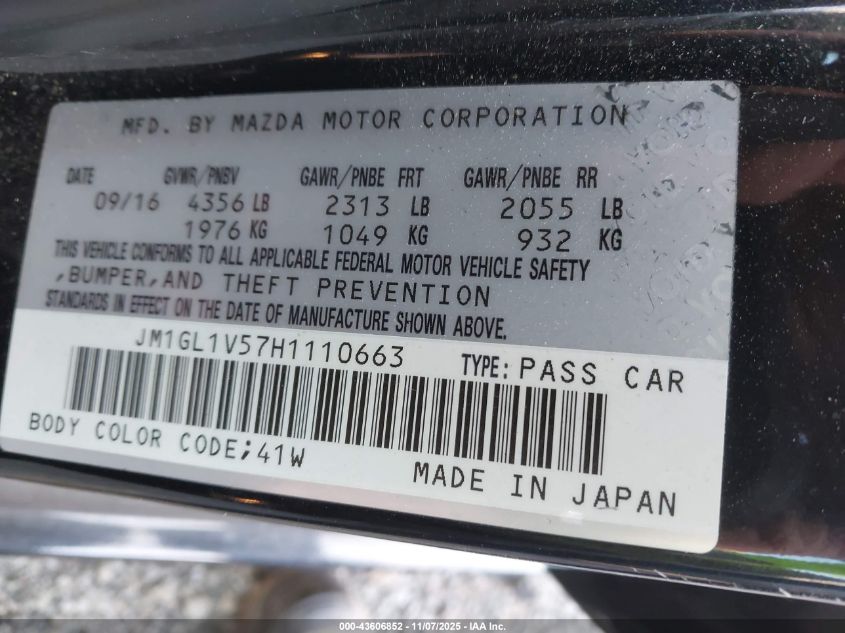 MFD. BY MAZDA MOTOR CORPORATION
DATE GVWR/PNBV GAWR/PNBE FRT GAWR/PNBE RR
09/16 4356 LB 2313 LB 2055 LB
1976 KG 1049 KG 932 KG
THIS VEHICLE CONFORMS TO ALL APPLICABLE FEDERAL MOTOR VEHICLE SAFETY
,BUMPER,AND THEFT PREVENTION
STANDARDS IN EFFECT ON THE DATE OF MANUFACTURE SHOWN ABOVE.
JM1GL1V57H1110663 TYPE: PASS CAR
BODY COLOR CODE;41W
MADE IN JAPAN
000-43606852 — 11/07/2025 — IAA Inc.